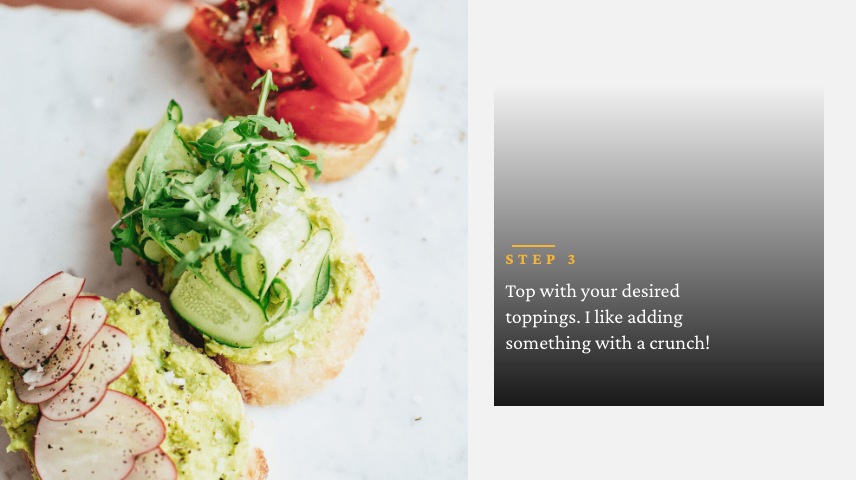 STEP 3
Top with your desired
toppings. I like adding
something with a crunch!